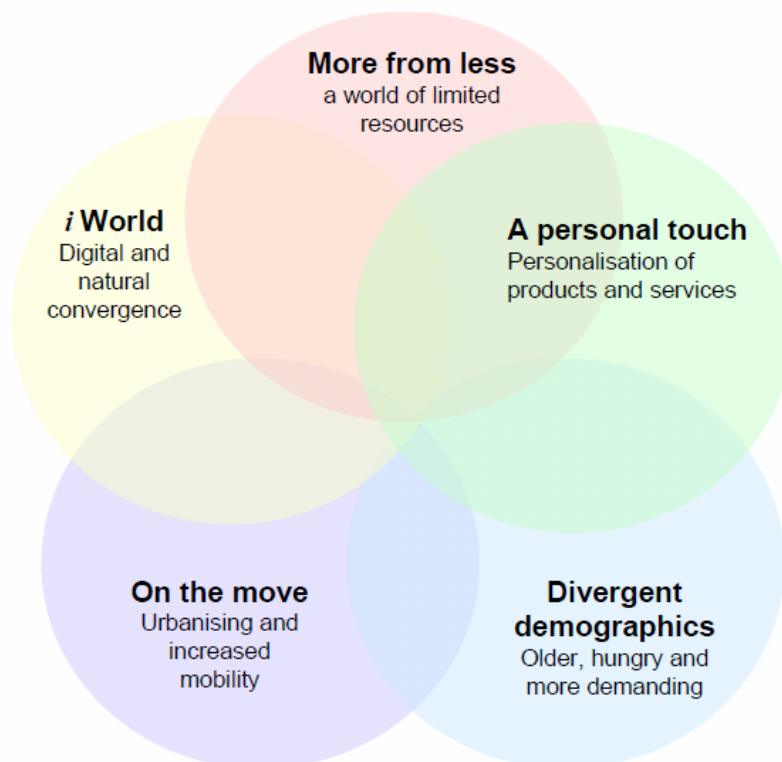 More from less
a world of limited
resources
i World
Digital and
natural
convergence
A personal touch
Personalisation of
products and services
On the move
Urbanising and
increased
mobility
Divergent
demographics
Older, hungry and
more demanding